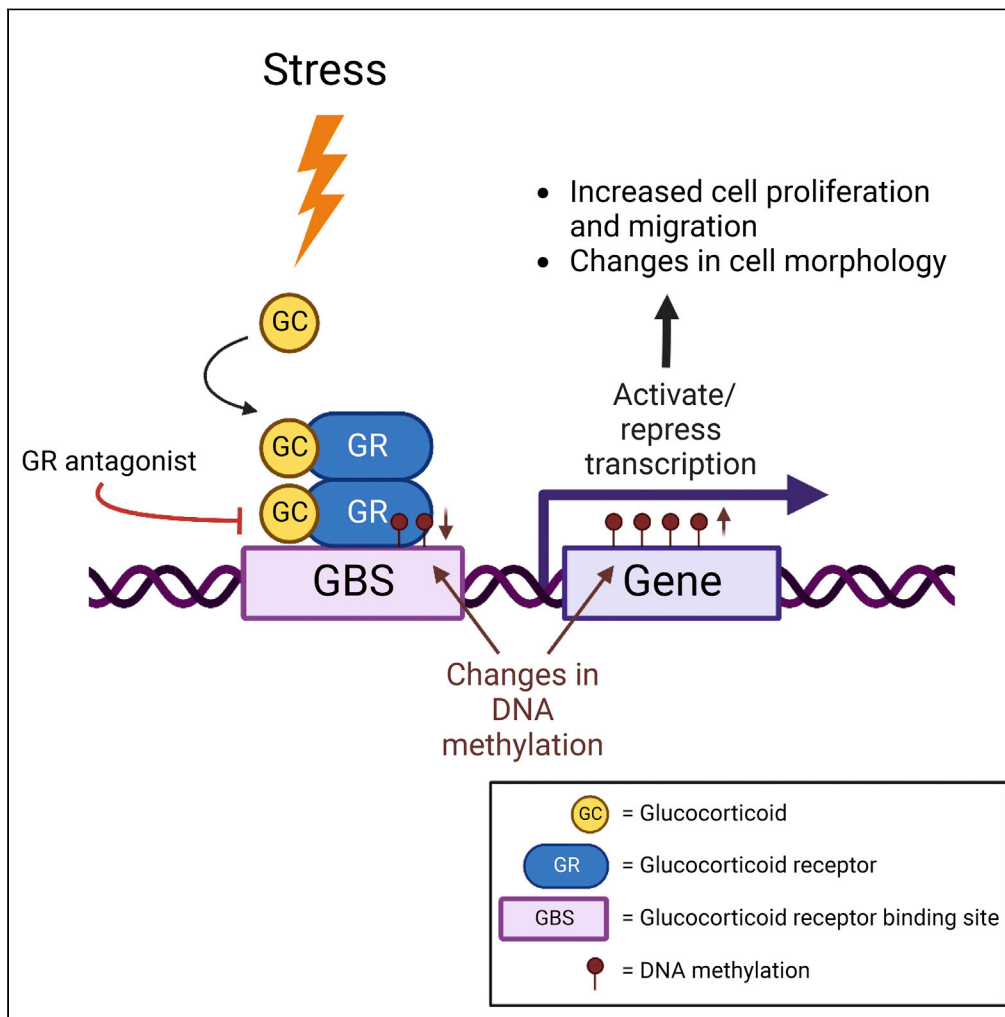 Stress
• Increased cell proliferation
and migration
• Changes in cell morphology
GC
Activate/
repress
transcription
GC GR
GR antagonist
GC GR
GBS
Gene
Changes in
DNA
methylation
GC = Glucocorticoid
GR = Glucocorticoid receptor
GBS = Glucocorticoid receptor binding site
= DNA methylation